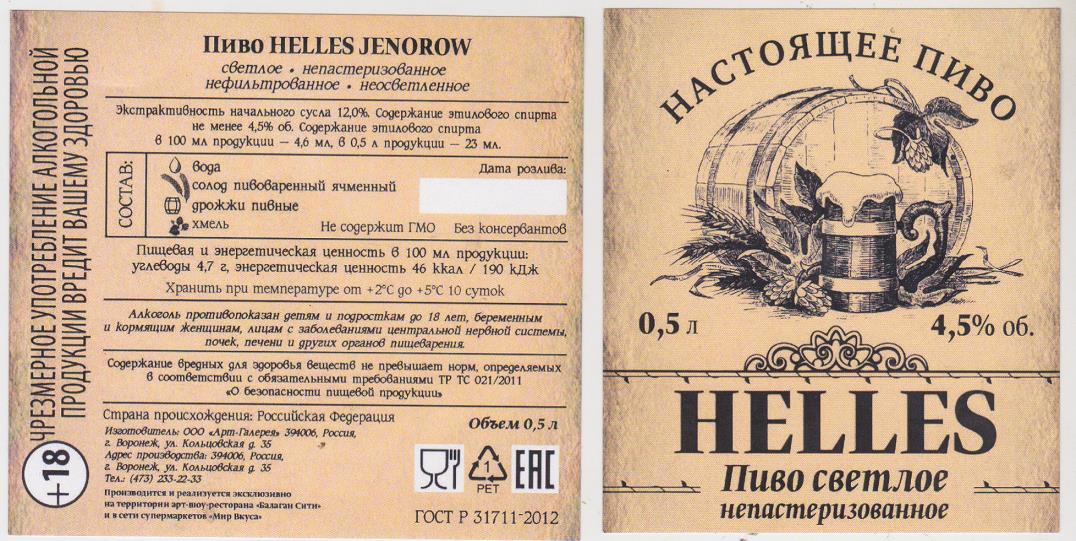 ЧРЕЗМЕРНОЕ УПОТРЕБЛЕНИЕ АЛКОГОЛЬНОЙ
ПРОДУКЦИИ ВРЕДИТ ВАШЕМУ ЗДОРОВЬЮ
+18
Пиво HELLES JENOROW
светлое • непастеризованное
нефильтрованное • неосветленное
Экстрактивность начального сусла 12,0%. Содержание этилового спирта
не менее 4,5% об. Содержание этилового спирта
в 100 мл продукции — 4,6 мл, в 0,5 л продукции — 23 мл.
СОСТАВ:
вода
солод пивоваренный ячменный
дрожжи пивные
хмель
Дата розлива:
Не содержит ГМО Без консервантов
Пищевая и энергетическая ценность в 100 мл продукции:
углеводы 4,7 г, энергетическая ценность 46 ккал / 190 кДж
Хранить при температуре от +2°C до +5°C 10 суток
Алкоголь противопоказан детям и подросткам до 18 лет, беременным
и кормящим женщинам, лицам с заболеваниями центральной нервной системы,
почек, печени и других органов пищеварения.
Содержание вредных для здоровья веществ не превышает норм, определяемых
в соответствии с обязательными требованиями ТР ТС 021/2011
«О безопасности пищевой продукции»
Страна происхождения: Российская Федерация
Изготовитель: ООО «Арт-Галерея» 394006, Россия,
г. Воронеж, ул. Кольцовская д. 35
Адрес производства: 394006, Россия,
г. Воронеж, ул. Кольцовская д. 35
Тел.: (473) 233-22-33
Производится и реализуется эксклюзивно
на территории арт-шоу-ресторана «Балаган Сити»
и в сети супермаркетов «Мир Вкуса»
Объем 0,5 л
1
PET
EAC
ГОСТ Р 31711-2012
НАСТОЯЩЕЕ ПИВО
0,5 л
4,5% об.
HELLES
Пиво светлое
непастеризованное